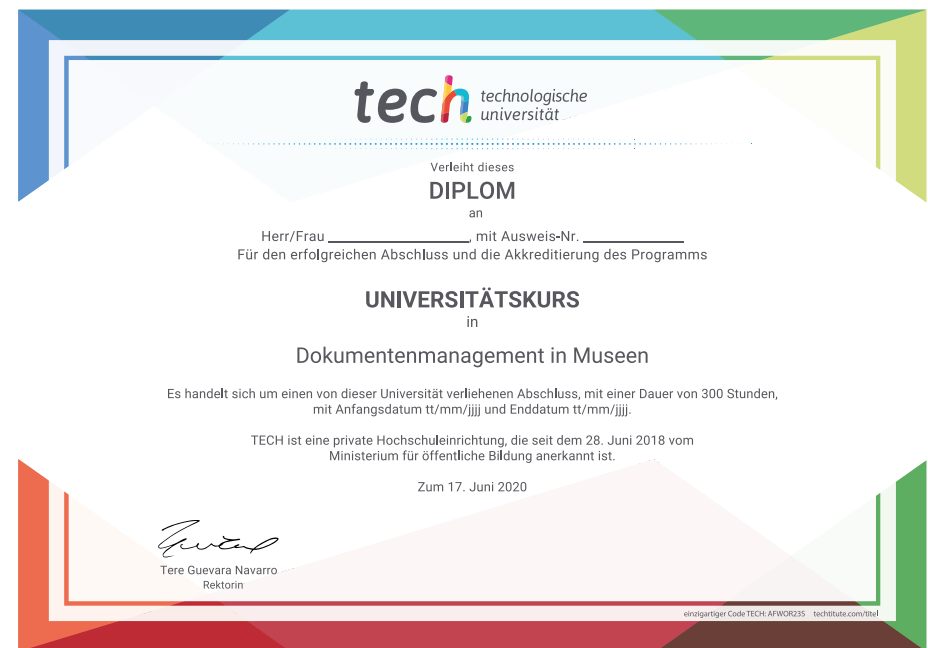 tech technologische
universität
Verleiht dieses
DIPLOM
an
Herr/Frau ____________________, mit Ausweis-Nr. ______________
Für den erfolgreichen Abschluss und die Akkreditierung des Programms
UNIVERSITÄTSKURS
in
Dokumentenmanagement in Museen
Es handelt sich um einen von dieser Universität verliehenen Abschluss, mit einer Dauer von 300 Stunden,
mit Anfangsdatum tt/mm/jjjj und Enddatum tt/mm/jjjj.
TECH ist eine private Hochschuleinrichtung, die seit dem 28. Juni 2018 vom
Ministerium für öffentliche Bildung anerkannt ist.
Zum 17. Juni 2020
Tere Guevara Navarro
Rektorin
einzigartiger Code TECH: AFWOR23S techtitute.com/titel